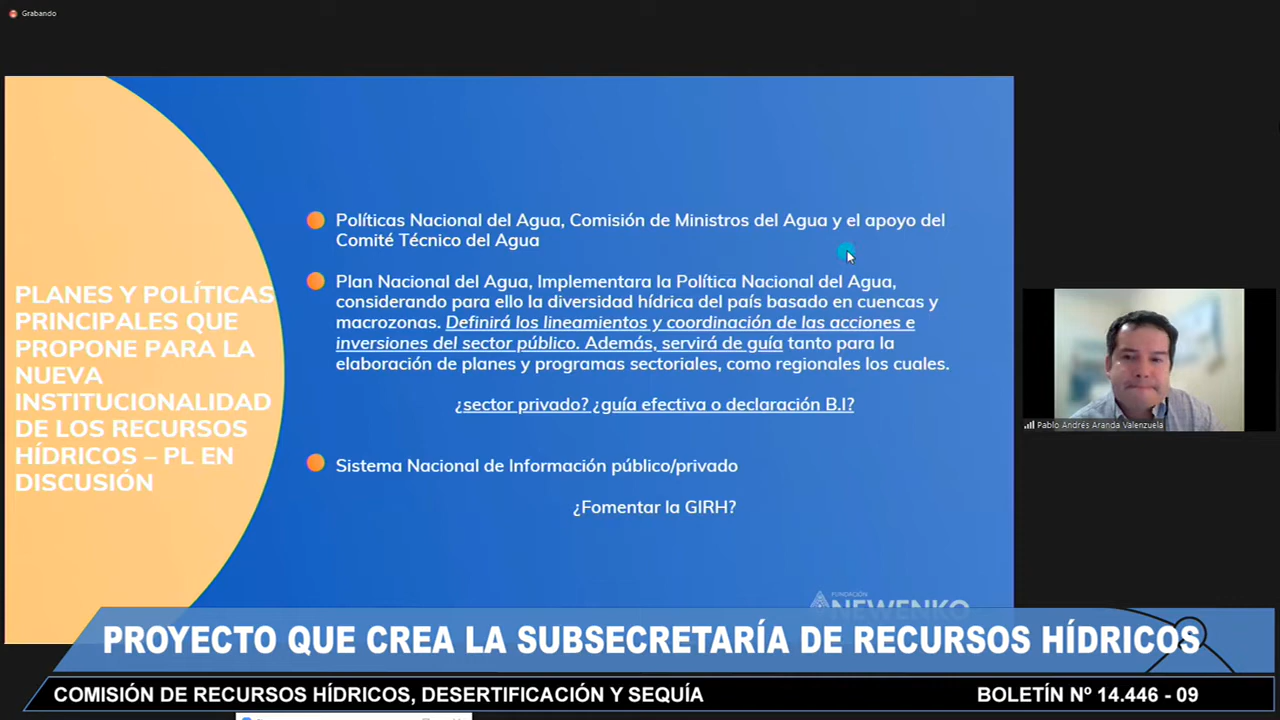 Grabando
PLANES Y POLÍTICAS
PRINCIPALES QUE
PROPONE PARA LA
NUEVA
INSTITUCIONALIDAD
DE LOS RECURSOS
HÍDRICOS – PL EN
DISCUSIÓN
Políticas Nacional del Agua, Comisión de Ministros del Agua y el apoyo del
Comité Técnico del Agua
Plan Nacional del Agua, Implementara la Política Nacional del Agua,
considerando para ello la diversidad hídrica del país basado en cuencas y
macrozonas. Definirá los lineamientos y coordinación de las acciones e
inversiones del sector público. Además, servirá de guía tanto para la
elaboración de planes y programas sectoriales, como regionales los cuales.
¿sector privado? ¿guía efectiva o declaración B.I?
Sistema Nacional de Información público/privado
¿Fomentar la GIRH?
FUNDACIÓN
NEWENKO
Pablo Andrés Aranda Valenzuela
PROYECTO QUE CREA LA SUBSECRETARÍA DE RECURSOS HÍDRICOS
COMISIÓN DE RECURSOS HÍDRICOS, DESERTIFICACIÓN Y SEQUÍA
BOLETÍN Nº 14.446 - 09